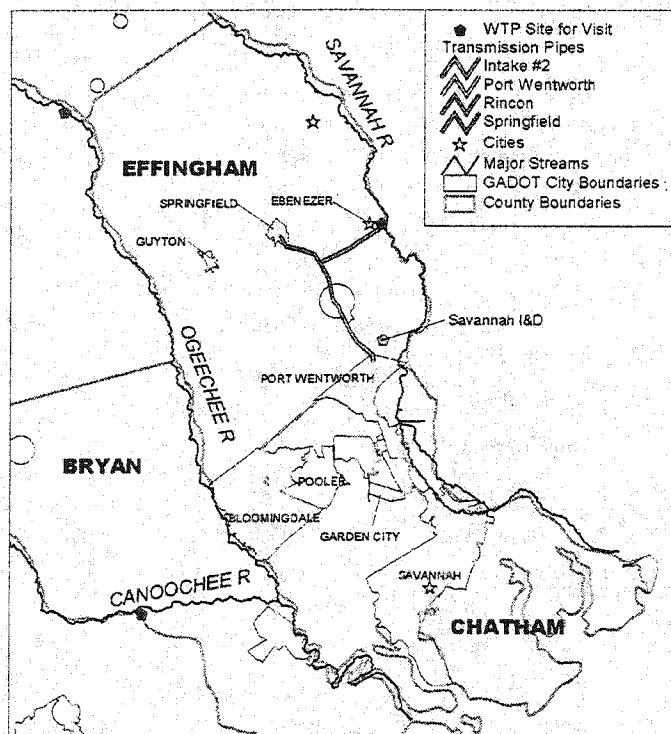 WTP Site for Visit
Transmission Pipes
Intake #2
Port Wentworth
Rincon
Springfield
Cities
Major Streams
GADOT City Boundaries
County Boundaries
SAVANNAH R
EFFINGHAM
SPRINGFIELD
EBENEZER
GUYTON
Savannah I&D
OGEECHEE R
PORT WENTWORTH
BRYAN
POOLER
BLOOMINGDALE
GARDEN CITY
CANOOCHEE R
SAVANNAH
CHATHAM